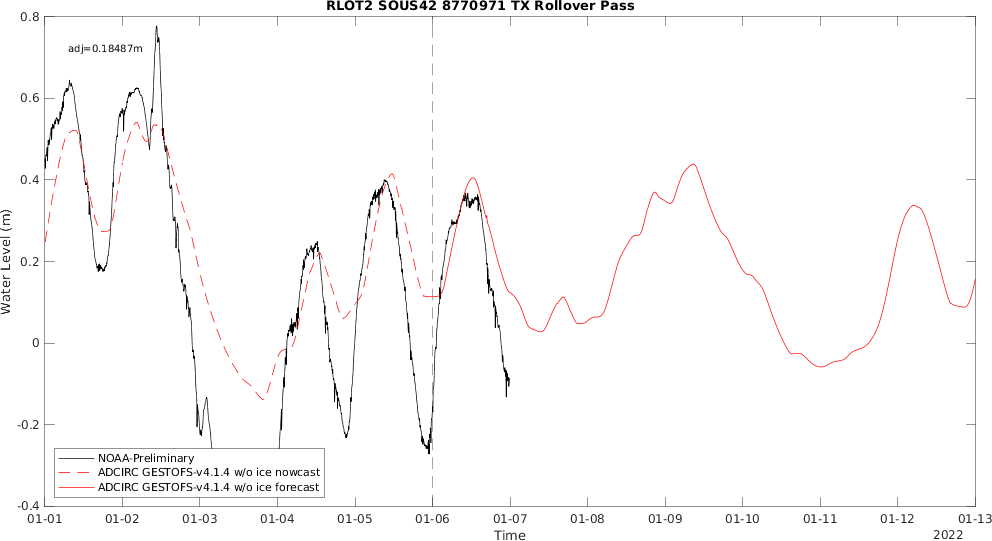 RLOT2 SOUS42 8770971 TX Rollover Pass
adj=0.18487m
0.8
0.6
0.4
0.2
0
-0.2
-0.4
Water Level (m)
NOAA-Preliminary
ADCIRC GESTOFS-v4.1.4 w/o ice nowcast
ADCIRC GESTOFS-v4.1.4 w/o ice forecast
01-01 01-02 01-03 01-04 01-05 01-06 01-07 01-08 01-09 01-10 01-11 01-12 01-13
Time
2022